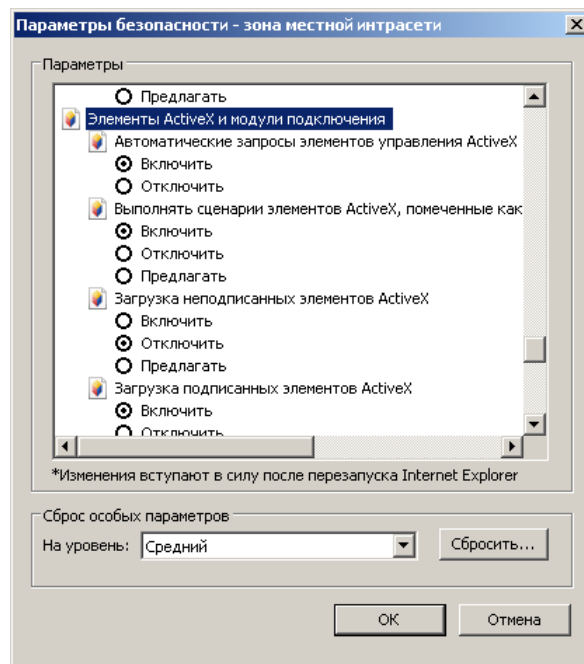 Параметры безопасности - зона местной интрасети
Параметры
Предлагать
Элементы ActiveX и модули подключения
Автоматические запросы элементов управления ActiveX
Включить
Отключить
Выполнять сценарии элементов ActiveX, помеченные как
Включить
Отключить
Предлагать
Загрузка неподписанных элементов ActiveX
Включить
Отключить
Предлагать
Загрузка подписанных элементов ActiveX
Включить
Отключить
*Изменения вступают в силу после перезапуска Internet Explorer
Сброс особых параметров
На уровень: Средний Сбросить...
ОК Отмена